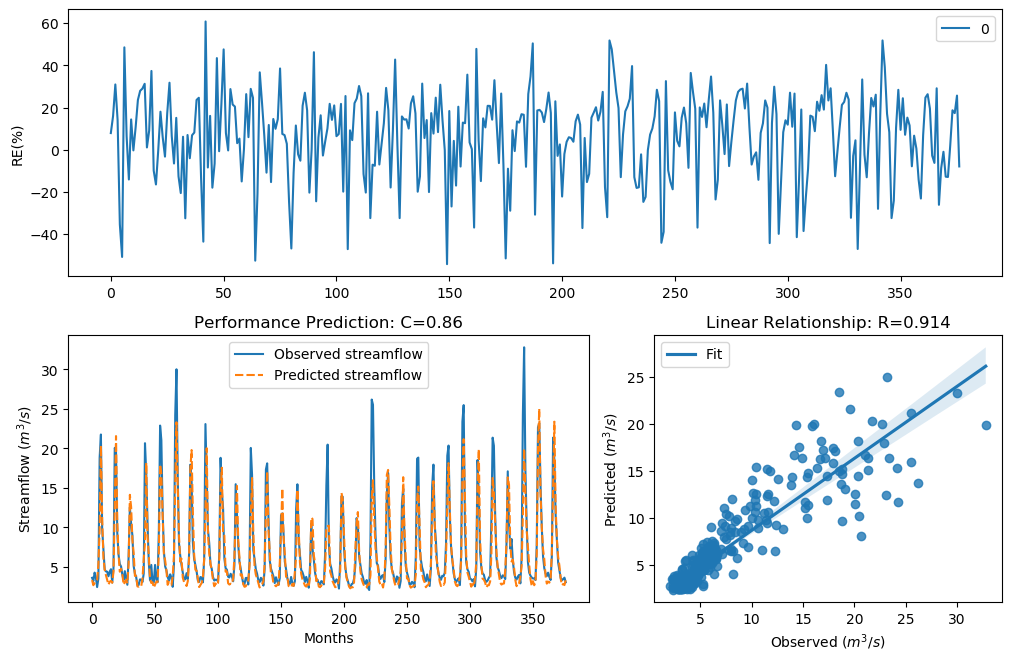 RE(%)
60
40
20
0
−20
−40
0
0 50 100 150 200 250 300 350
Performance Prediction: C=0.86
Observed streamflow
Predicted streamflow
Streamflow (m³/s)
30
25
20
15
10
5
0 50 100 150 200 250 300 350
Months
Linear Relationship: R=0.914
Fit
Predicted (m³/s)
25
20
15
10
5
5 10 15 20 25 30
Observed (m³/s)